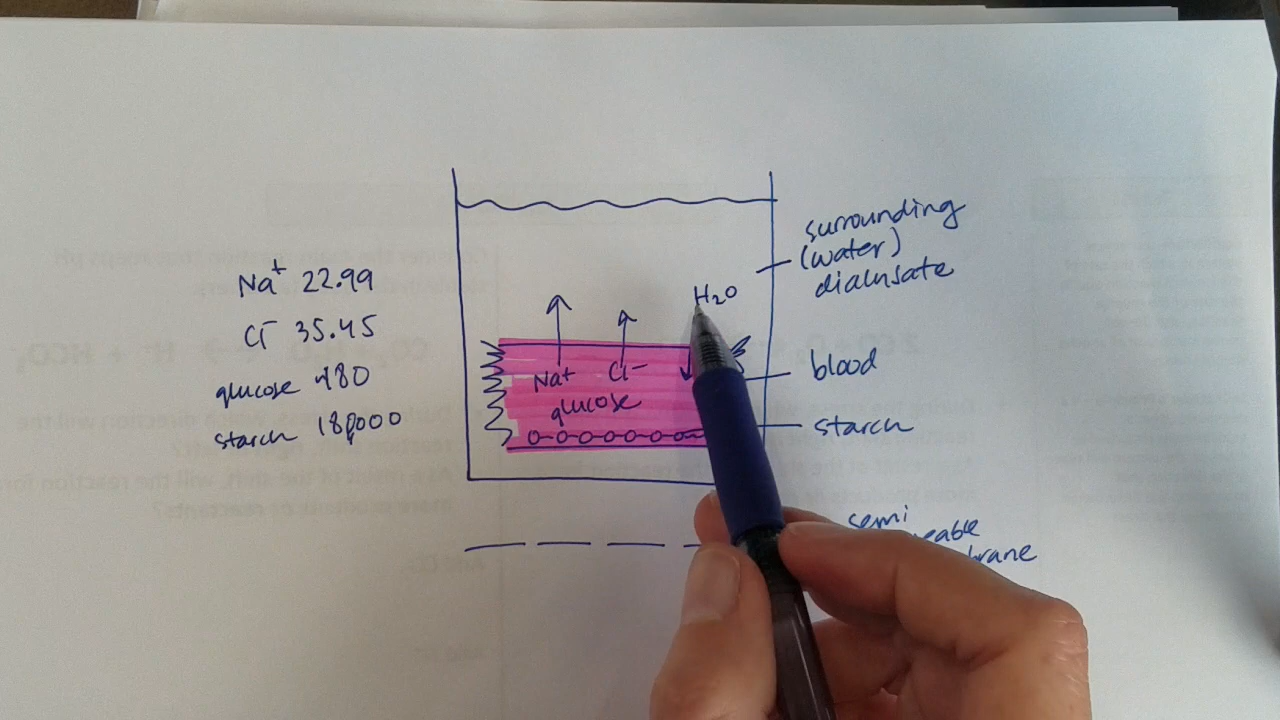 surrounding
(water)
dialysate
Na+ 22.99
H2O
Cl- 35.45
blood
glucose 180
Na+ Cl-
glucose
starch 180000
starch
semi